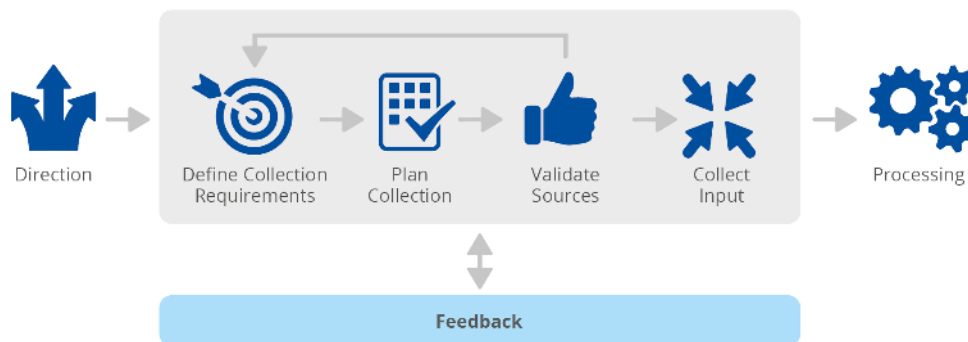 Direction
Define Collection
Requirements
Plan
Collection
Validate
Sources
Collect
Input
Processing
Feedback